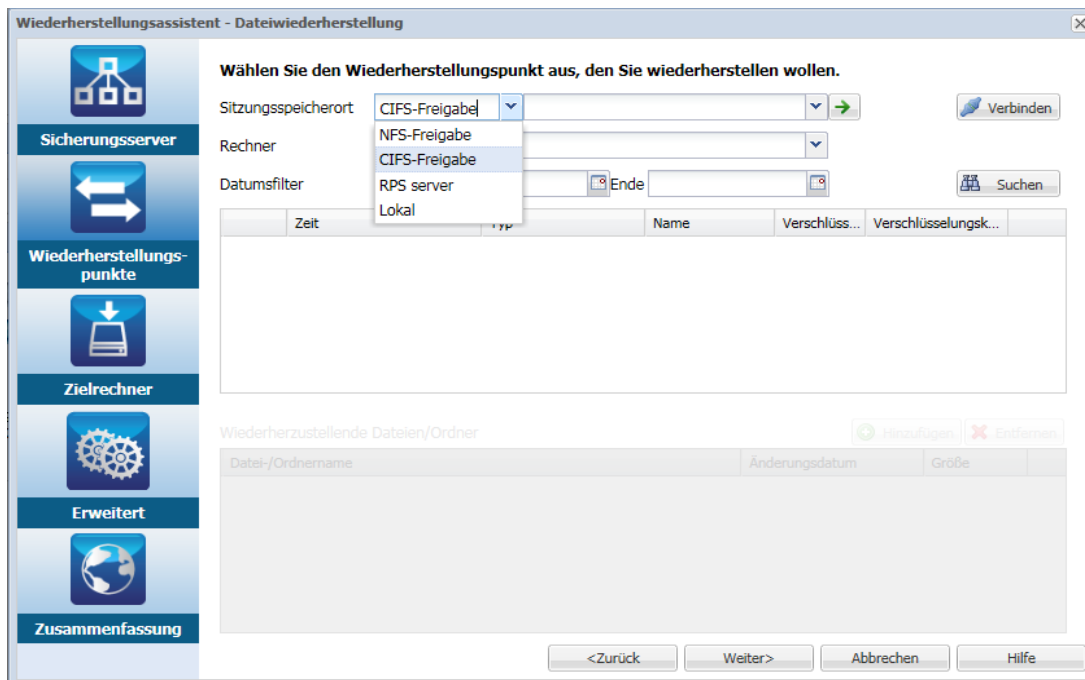 Wiederherstellungsassistent - Dateiwiederherstellung
Sicherungsserver
Wiederherstellungs-
punkte
Zielrechner
Erweitert
Zusammenfassung
Wählen Sie den Wiederherstellungspunkt aus, den Sie wiederherstellen wollen.
Sitzungsspeicherort CIFS-Freigabe Verbinden
NFS-Freigabe
Rechner
CIFS-Freigabe
Datumsfilter RPS server Ende Suchen
Lokal
Zeit Typ Name Verschlüss... Verschlüsselungsk...
Wiederherzustellende Dateien/Ordner Hinzufügen Entfernen
Datei-/Ordnername Änderungsdatum Größe
<Zurück Weiter> Abbrechen Hilfe